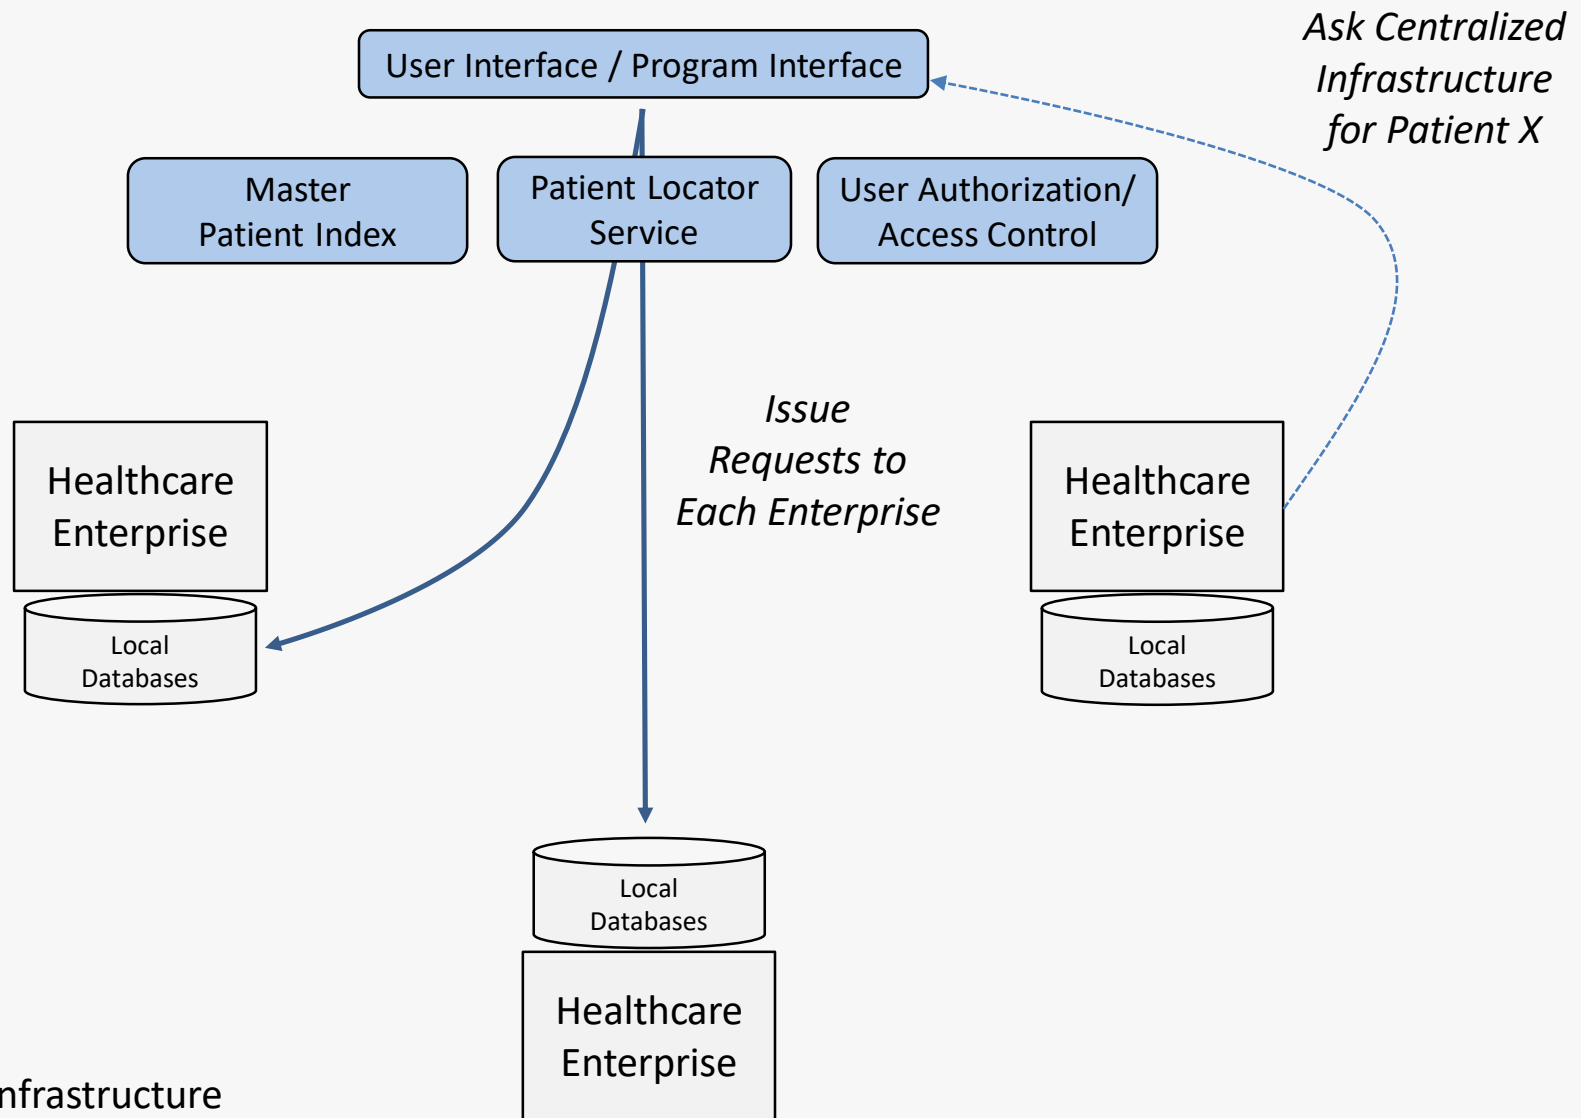 Ask Centralized
Infrastructure
for Patient X
User Interface / Program Interface
Master
Patient Index
Patient Locator
Service
User Authorization/
Access Control
Issue
Requests to
Each Enterprise
Healthcare
Enterprise
Local
Databases
Healthcare
Enterprise
Local
Databases
Local
Databases
Healthcare
Enterprise
nfrastructure